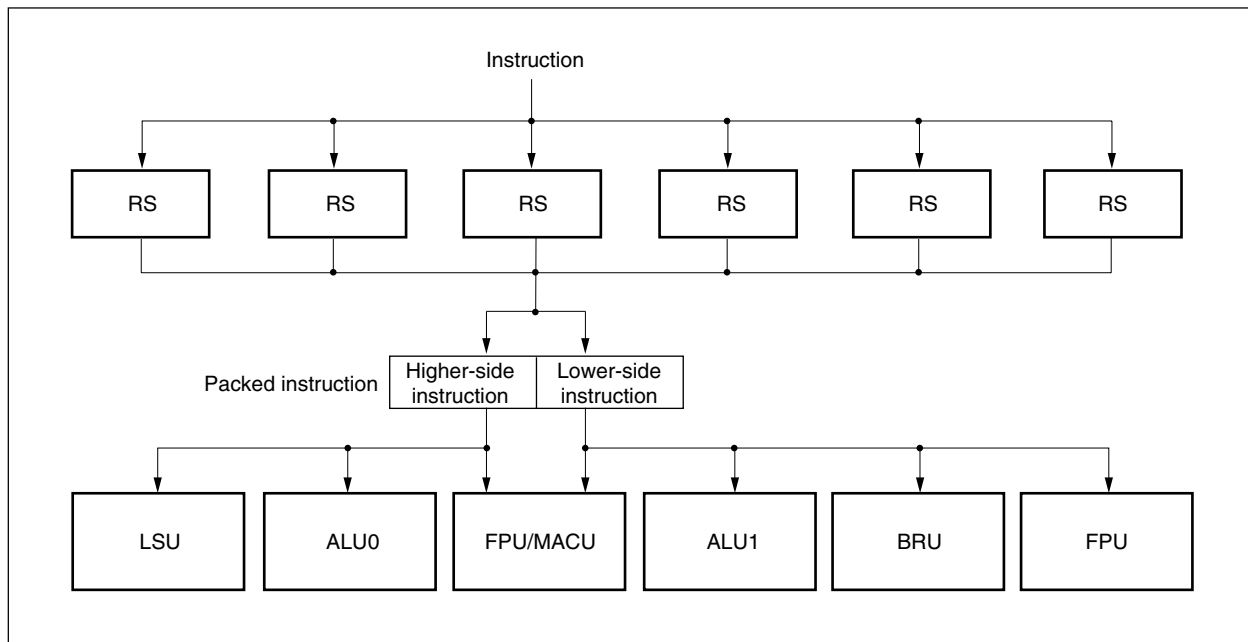 Instruction
RS
RS
RS
RS
RS
RS
Packed instruction
Higher-side
instruction
Lower-side
instruction
LSU
ALU0
FPU/MACU
ALU1
BRU
FPU